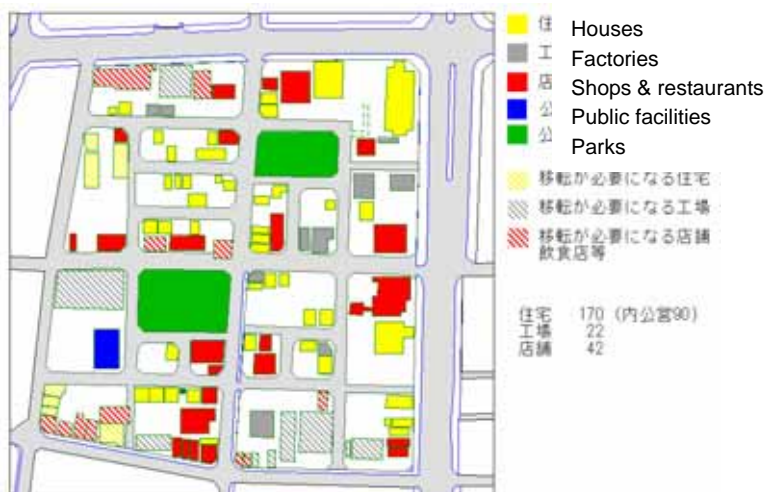 住 Houses
工 Factories
店 Shops & restaurants
公 Public facilities
公 Parks
移転が必要になる住宅
移転が必要になる工場
移転が必要になる店舗
飲食店等
住宅 170 (内公営90)
工場 22
店舗 42